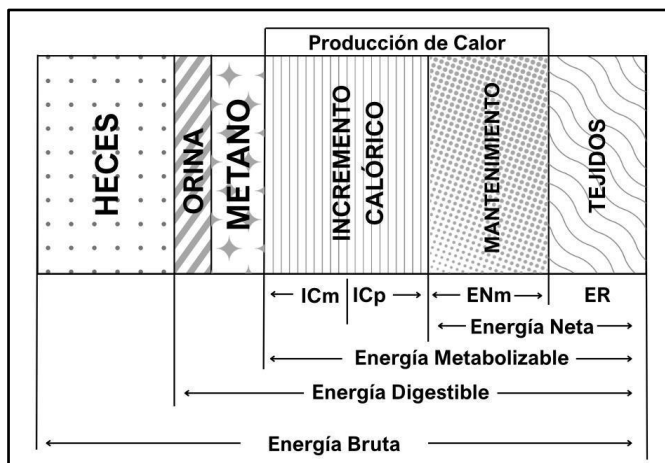 Producción de Calor
HECES
ORINA
METANO
INCREMENTO
CALÓRICO
MANTENIMIENTO
TEJIDOS
ICm ICp ENm ER
Energía Neta
Energía Metabolizable
Energía Digestible
Energía Bruta